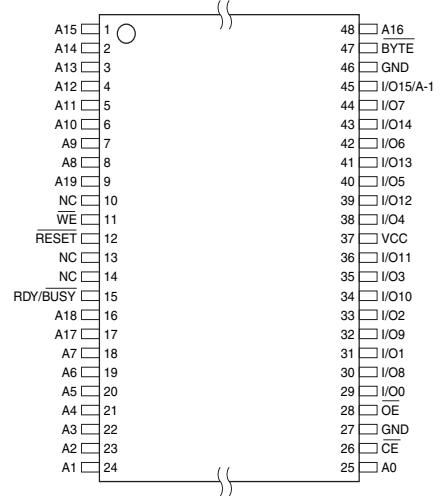 A15 1 48 A16
A14 2 47 BYTE
A13 3 46 GND
A12 4 45 I/O15/A-1
A11 5 44 I/O7
A10 6 43 I/O14
A9 7 42 I/O6
A8 8 41 I/O13
A19 9 40 I/O5
NC 10 39 I/O12
WE 11 38 I/O4
RESET 12 37 VCC
NC 13 36 I/O11
NC 14 35 I/O3
RDY/BUSY 15 34 I/O10
A18 16 33 I/O2
A17 17 32 I/O9
A7 18 31 I/O1
A6 19 30 I/O8
A5 20 29 I/O0
A4 21 28 OE
A3 22 27 GND
A2 23 26 CE
A1 24 25 A0